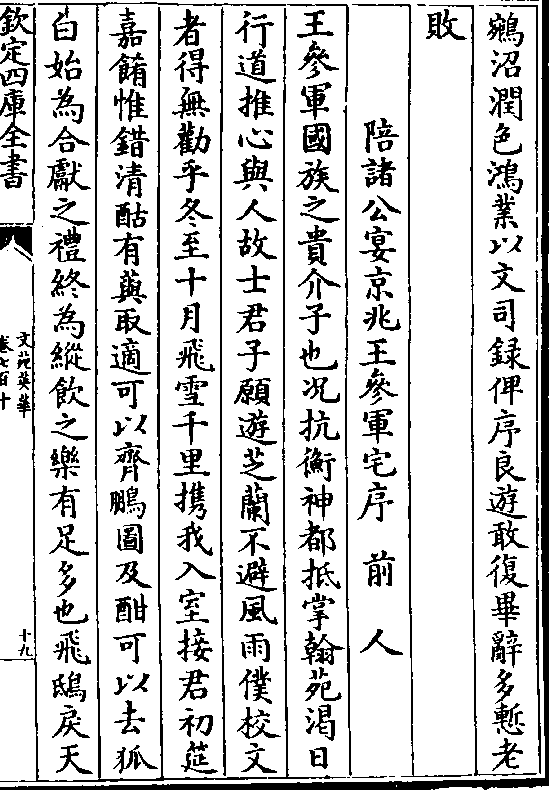 鵷沼潤色鴻業以文司録俾序良遊敢復畢辭多慙老
敗
陪諸公宴京兆王參軍宅序 前人
王參軍國族之貴介子也况抗衡神都抵掌翰苑渇日
行道推心與人故士君子願遊芝蘭不避風雨僕校文
者得無勸乎冬至十月飛雪千里携我入室接君初筵
嘉餚惟錯清酤有藇取適可以齊鵬圖及酣可以去狐
白始為合獻之禮終為縱飲之樂有足多也飛鴟戾天
欽定四庫全書
文苑英華
卷七百十
十九